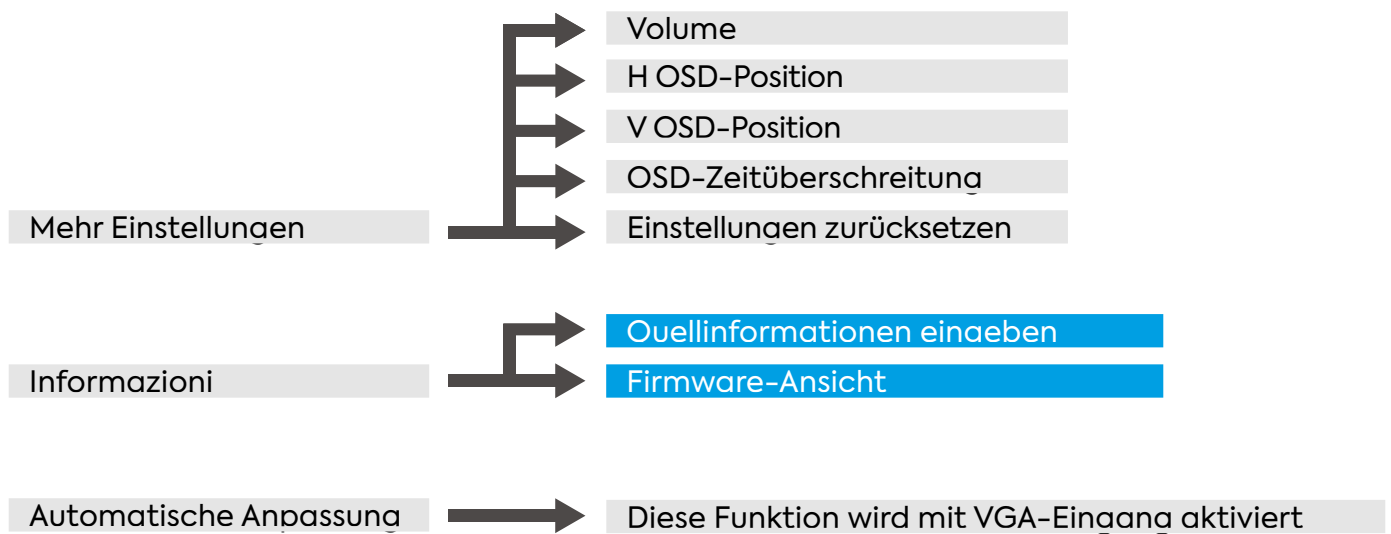 Volume
H OSD-Position
V OSD-Position
OSD-Zeitüberschreitung
Mehr Einstellungen
Einstellungen zurücksetzen
Quellinformationen eingeben
Informazioni
Firmware-Ansicht
Automatische Anpassung
Diese Funktion wird mit VGA-Eingang aktiviert